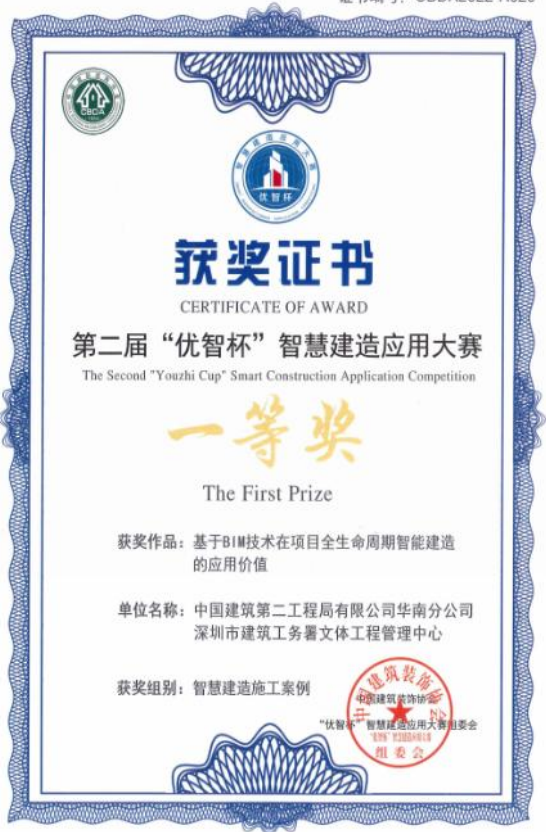 CBDA
优智杯
获奖证书
CERTIFICATE OF AWARD
第二届“优智杯”智慧建造应用大赛
The Second "Youzhi Cup" Smart Construction Application Competition
一等奖
The First Prize
获奖作品：基于BIM技术在项目全生命周期智能建造
的应用价值
单位名称：中国建筑第二工程局有限公司华南分公司
深圳市建筑工务署文体工程管理中心
获奖组别：智慧建造施工案例
中国建筑装饰协会
“优智杯”智慧建造应用大赛组委会
组委会